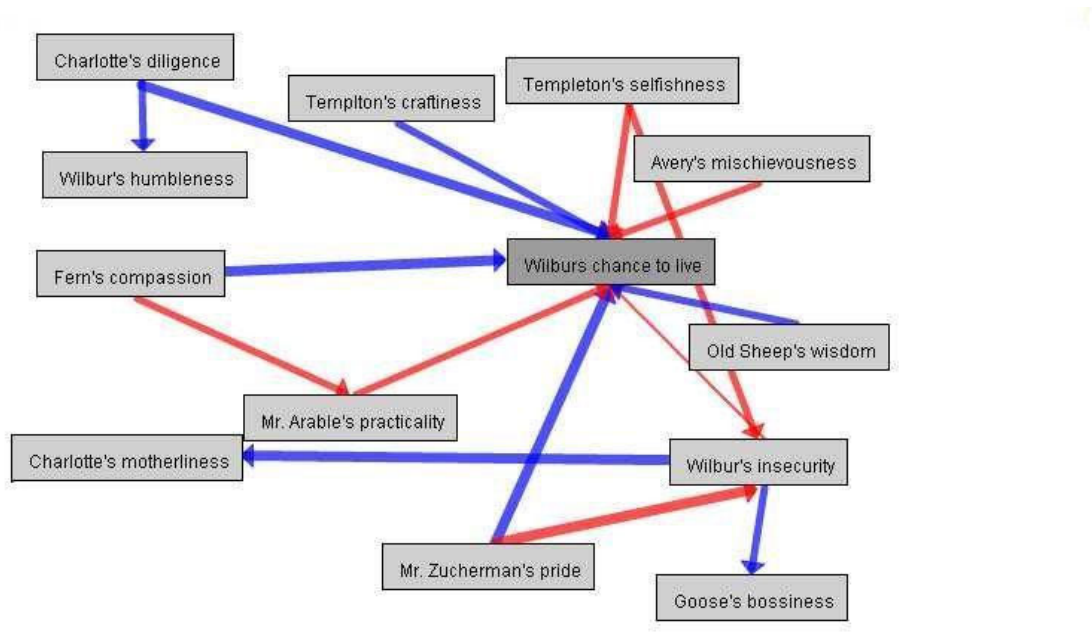 Charlotte's diligence
Templton's craftiness
Templeton's selfishness
Avery's mischievousness
Wilbur's humbleness
Fern's compassion
Wilburs chance to live
Old Sheep's wisdom
Mr. Arable's practicality
Charlotte's motherliness
Wilbur's insecurity
Mr. Zucherman's pride
Goose's bossiness